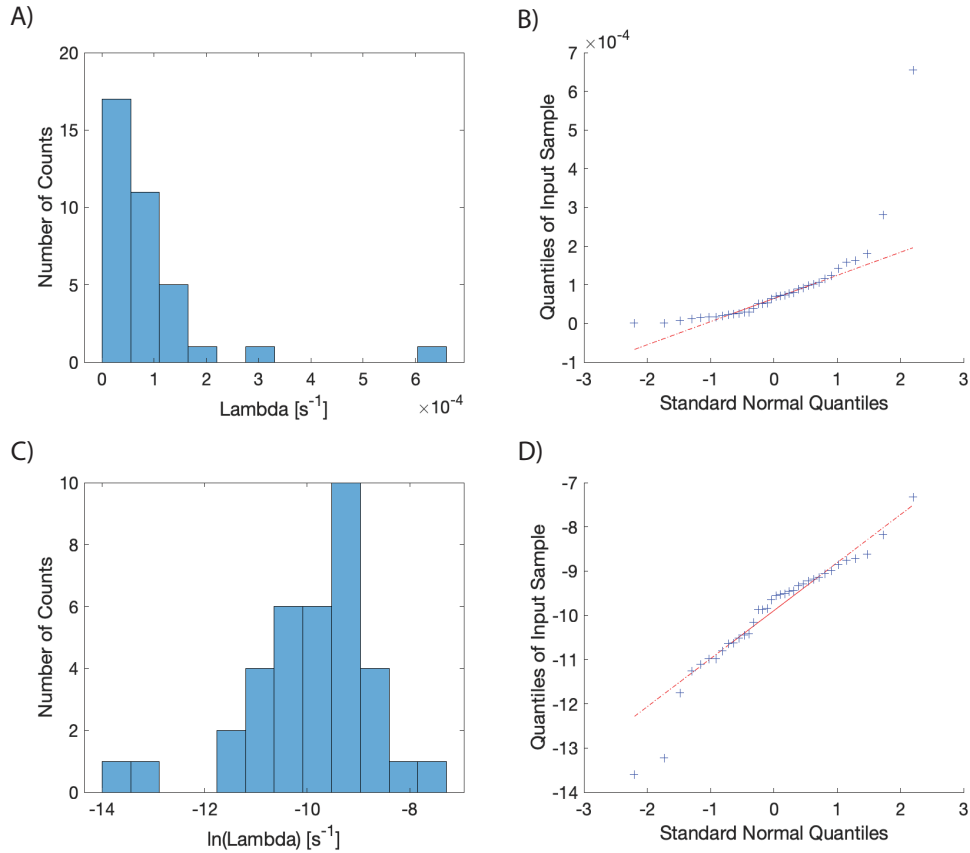 A)
20
15
10
5
0
Number of Counts
0 1 2 3 4 5 6
Lambda [s⁻¹]
×10⁻⁴
B)
×10⁻⁴
7
6
5
4
3
2
1
0
-1
Quantiles of Input Sample
-3 -2 -1 0 1 2 3
Standard Normal Quantiles
C)
10
8
6
4
2
0
Number of Counts
-14 -12 -10 -8
ln(Lambda) [s⁻¹]
D)
-7
-8
-9
-10
-11
-12
-13
-14
Quantiles of Input Sample
-3 -2 -1 0 1 2 3
Standard Normal Quantiles